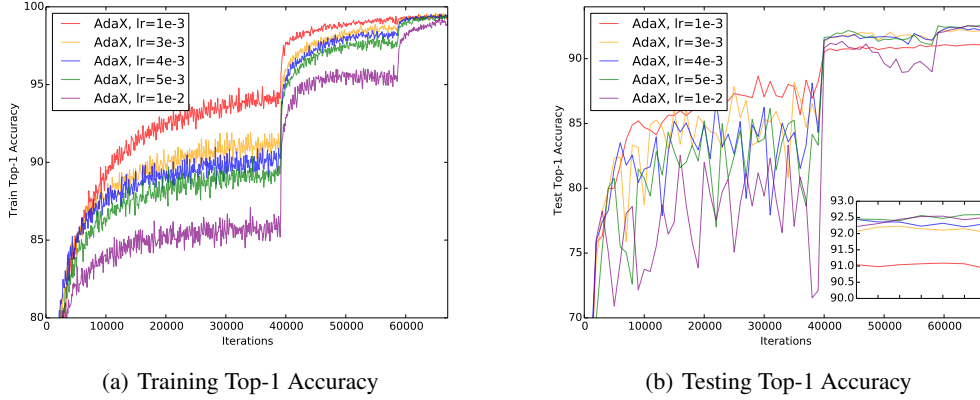 100
95
90
85
80
Train Top-1 Accuracy
AdaX, lr=1e-3
AdaX, lr=3e-3
AdaX, lr=4e-3
AdaX, lr=5e-3
AdaX, lr=1e-2
0 10000 20000 30000 40000 50000 60000
Iterations
(a) Training Top-1 Accuracy
90
85
80
75
70
Test Top-1 Accuracy
AdaX, lr=1e-3
AdaX, lr=3e-3
AdaX, lr=4e-3
AdaX, lr=5e-3
AdaX, lr=1e-2
93.0
92.5
92.0
91.5
91.0
90.5
90.0
0 10000 20000 30000 40000 50000 60000
Iterations
(b) Testing Top-1 Accuracy